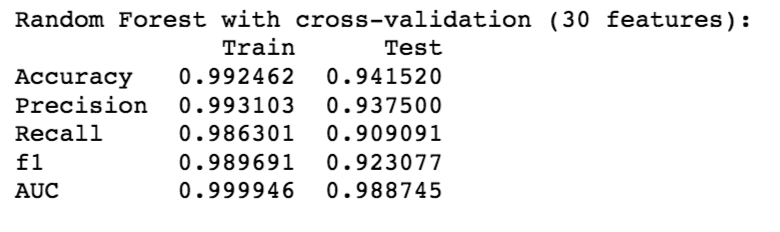 Random Forest with cross-validation (30 features):
Train Test
Accuracy 0.992462 0.941520
Precision 0.993103 0.937500
Recall 0.986301 0.909091
f1 0.989691 0.923077
AUC 0.999946 0.988745